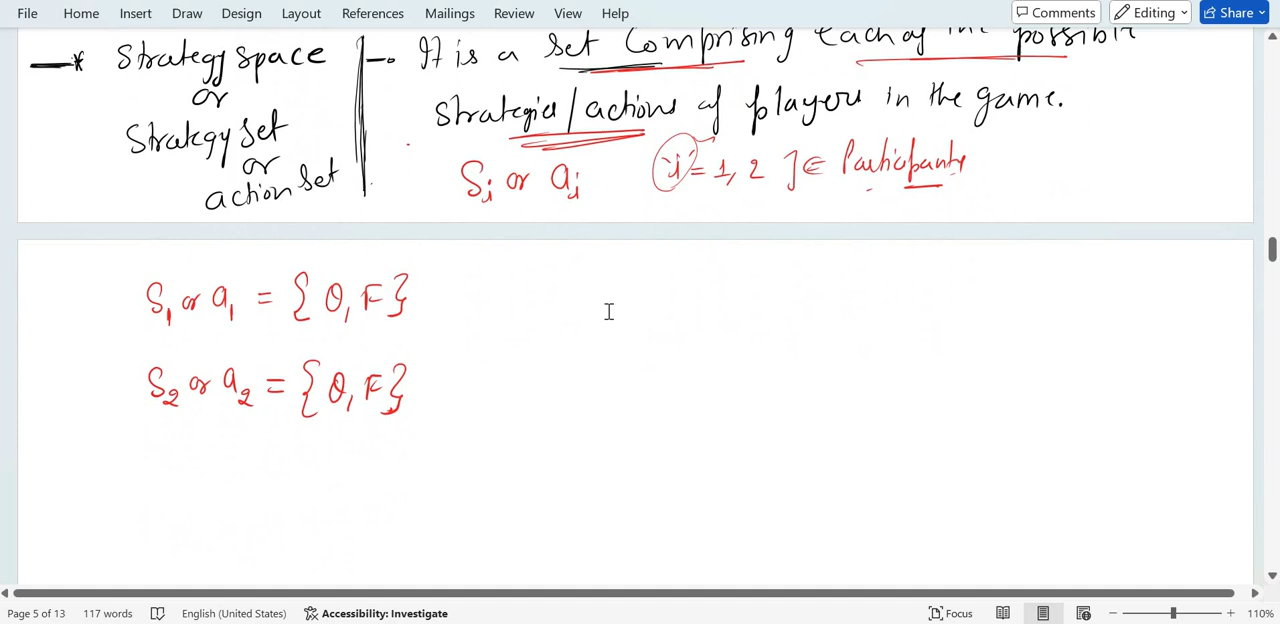 File Home Insert Draw Design Layout References Mailings Review View Help Comments Editing Share
Strategy space |-. It is a set comprising each of the possible
or
Strategy set
or
action set
strategies/actions of players in the game.
Si or ai 'i' = 1, 2 ] ∈ Participants
S1 or a1 = { O, F }
S2 or a2 = { O, F }
Page 5 of 13 117 words English (United States) Accessibility: Investigate Focus 110%